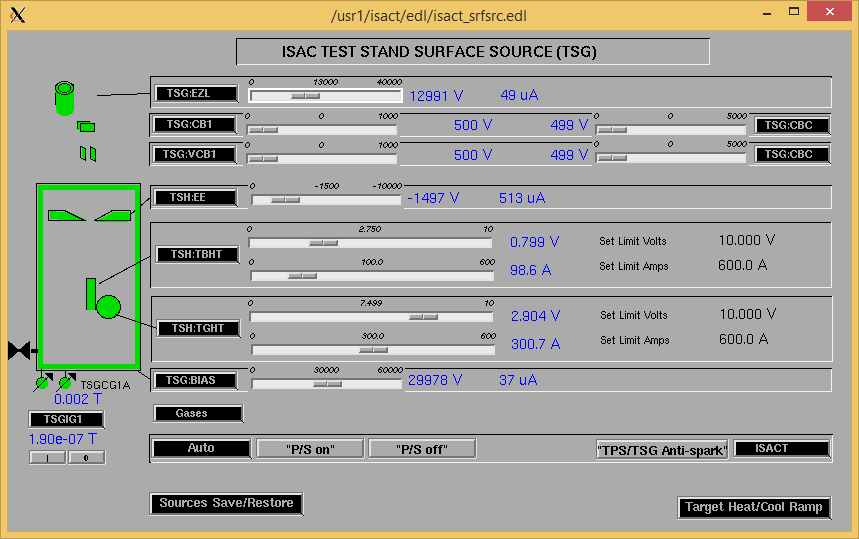 /usr1/isact/edl/isact_srfsrc.edl
ISAC TEST STAND SURFACE SOURCE (TSG)
0 13000 40000
TSG:EZL 12991 V 49 uA
0 0 1000 0 0 5000
TSG:CB1 500 V 499 V TSG:CBC
0 0 1000 0 0 5000
TSG:VCB1 500 V 499 V TSG:CBC
0 -1500 -10000
TSH:EE -1497 V 513 uA
0 2.750 10
0.799 V Set Limit Volts 10.000 V
TSH:TBHT
0 100.0 600
98.6 A Set Limit Amps 600.0 A
0 7.499 10
2.904 V Set Limit Volts 10.000 V
TSH:TGHT
0 300.0 600
300.7 A Set Limit Amps 600.0 A
0 30000 60000
TSG:BIAS 29978 V 37 uA
TSGCG1A
0.002 T
TSGIG1
1.90e-07 T
I 0
Gases
Auto "P/S on" "P/S off" "TPS/TSG Anti-spark" ISACT
Sources Save/Restore
Target Heat/Cool Ramp